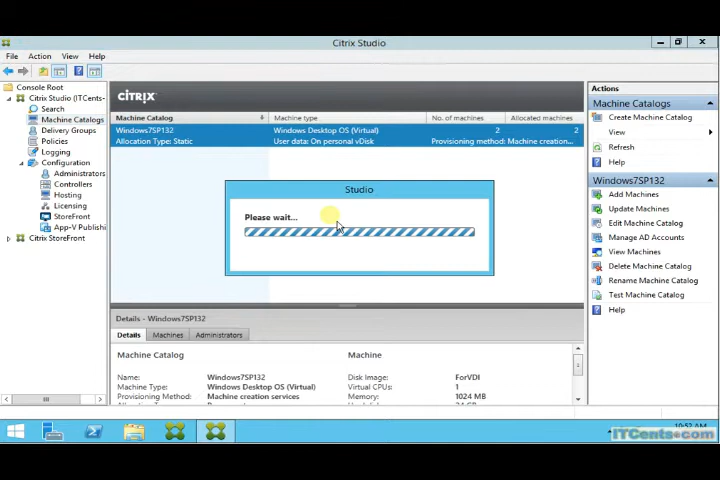 Citrix Studio
File Action View Help
Console Root
Citrix Studio (ITCents-
Search
Machine Catalogs
Delivery Groups
Policies
Logging
Configuration
Administrators
Controllers
Hosting
Licensing
StoreFront
App-V Publishi
Citrix StoreFront
CITRIX
Machine Catalog Machine type No. of machines Allocated machines
Windows7SP132 Windows Desktop OS (Virtual) 2 2
Allocation Type: Static User data: On personal vDisk Provisioning method: Machine creation...
Studio
Please wait...
Details - Windows7SP132
Details Machines Administrators
Machine Catalog Machine
Name: Windows7SP132 Disk Image: ForVDI
Machine Type: Windows Desktop OS (Virtual) Virtual CPUs: 1
Provisioning Method: Machine creation services Memory: 1024 MB
Actions
Machine Catalogs
Create Machine Catalog
View
Refresh
Help
Windows7SP132
Add Machines
Update Machines
Edit Machine Catalog
Manage AD Accounts
View Machines
Delete Machine Catalog
Rename Machine Catalog
Test Machine Catalog
Help
ITCents.com